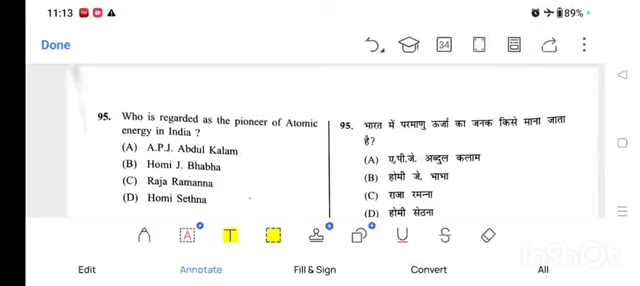 11:13
89%
Done
34
95. Who is regarded as the pioneer of Atomic
energy in India ?
(A) A.P.J. Abdul Kalam
(B) Homi J. Bhabha
(C) Raja Ramanna
(D) Homi Sethna
95. भारत में परमाणु ऊर्जा का जनक किसे माना जाता
है?
(A) ए.पी.जे. अब्दुल कलाम
(B) होमी जे. भाभा
(C) राजा रमन्ना
(D) होमी सेठना
A
T
U
S
Edit
Annotate
Fill & Sign
Convert
All
InShOt